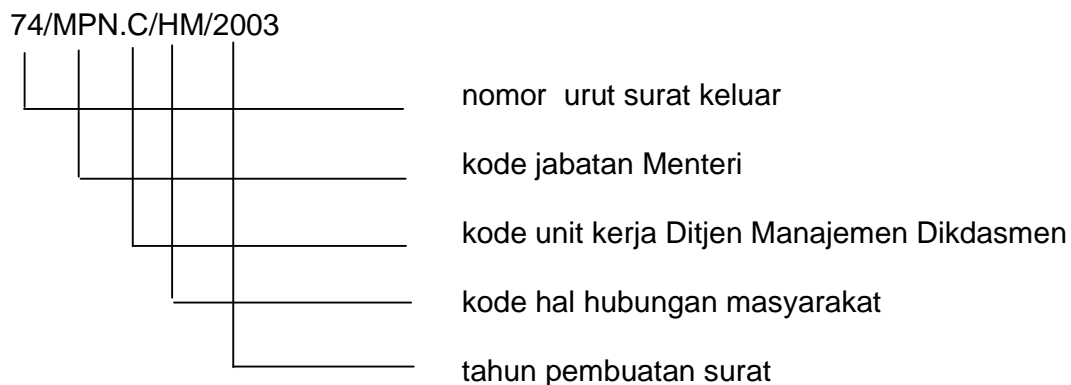 74/MPN.C/HM/2003
nomor urut surat keluar
kode jabatan Menteri
kode unit kerja Ditjen Manajemen Dikdasmen
kode hal hubungan masyarakat
tahun pembuatan surat